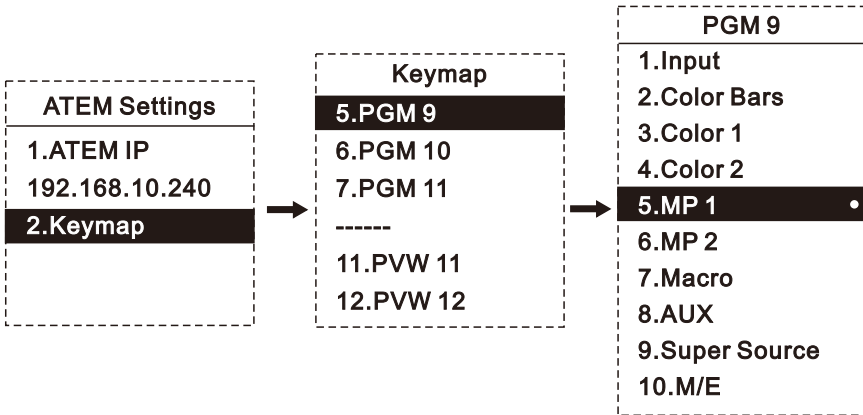 ATEM Settings
1.ATEM IP
192.168.10.240
2.Keymap
Keymap
5.PGM 9
6.PGM 10
7.PGM 11
------
11.PVW 11
12.PVW 12
PGM 9
1.Input
2.Color Bars
3.Color 1
4.Color 2
5.MP 1 •
6.MP 2
7.Macro
8.AUX
9.Super Source
10.M/E